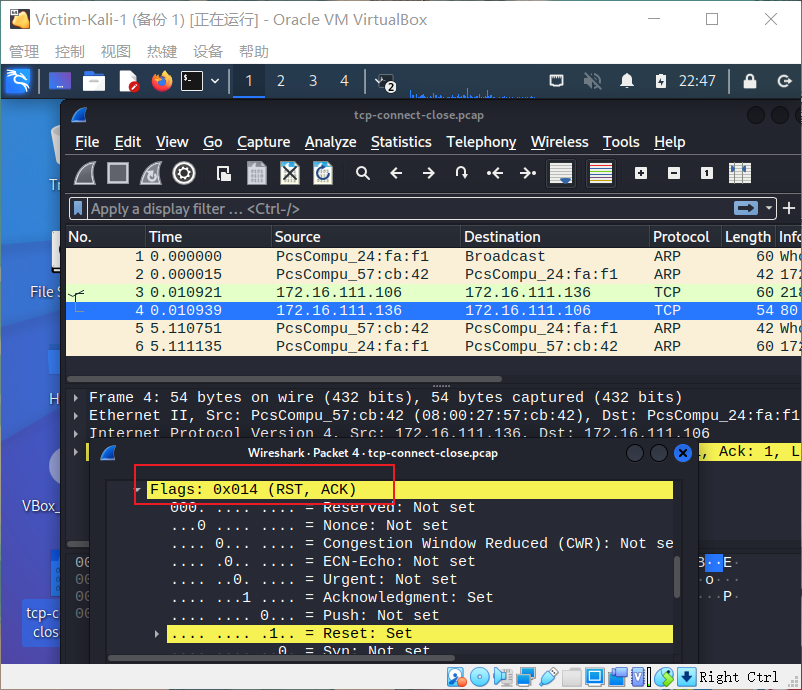 Victim-Kali-1 (备份 1) [正在运行] - Oracle VM VirtualBox
管理 控制 视图 热键 设备 帮助
1 2 3 4 2 22:47
tcp-connect-close.pcap
File Edit View Go Capture Analyze Statistics Telephony Wireless Tools Help
Apply a display filter ... <Ctrl-/>
No. Time Source Destination Protocol Length Info
1 0.000000 PcsCompu_24:fa:f1 Broadcast ARP 60 Who
2 0.000015 PcsCompu_57:cb:42 PcsCompu_24:fa:f1 ARP 42 172
3 0.010921 172.16.111.106 172.16.111.136 TCP 60 218
4 0.010939 172.16.111.136 172.16.111.106 TCP 54 80
5 5.110751 PcsCompu_57:cb:42 PcsCompu_24:fa:f1 ARP 42 Who
6 5.111135 PcsCompu_24:fa:f1 PcsCompu_57:cb:42 ARP 60 172
File S
Frame 4: 54 bytes on wire (432 bits), 54 bytes captured (432 bits)
Ethernet II, Src: PcsCompu_57:cb:42 (08:00:27:57:cb:42), Dst: PcsCompu_24:fa:f1
Internet Protocol Version 4, Src: 172.16.111.136, Dst: 172.16.111.106
, Ack: 1, L
Wireshark · Packet 4 · tcp-connect-close.pcap
Flags: 0x014 (RST, ACK)
000. .... .... = Reserved: Not set
...0 .... .... = Nonce: Not set
.... 0... .... = Congestion Window Reduced (CWR): Not se
.... .0.. .... = ECN-Echo: Not set
.... ..0. .... = Urgent: Not set
.... ...1 .... = Acknowledgment: Set
.... .... 0... = Push: Not set
.... .... .1.. = Reset: Set
.... .... ..0. = Syn: Not set
VBox_
tcp-c
clos
B··E·
·o···
··P·
Right Ctrl